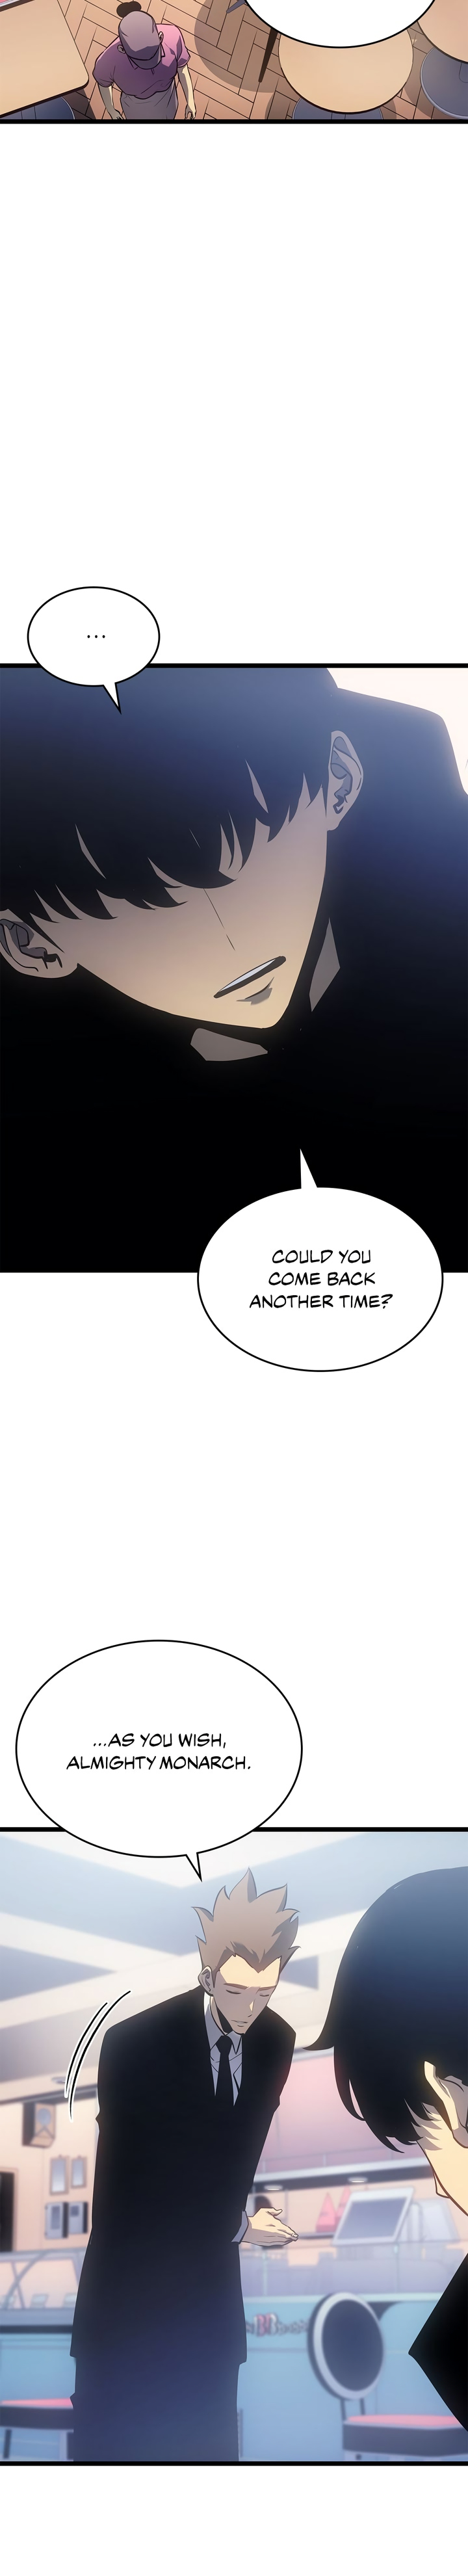 ...
COULD YOU
COME BACK
ANOTHER TIME?
...AS YOU WISH,
ALMIGHTY MONARCH.